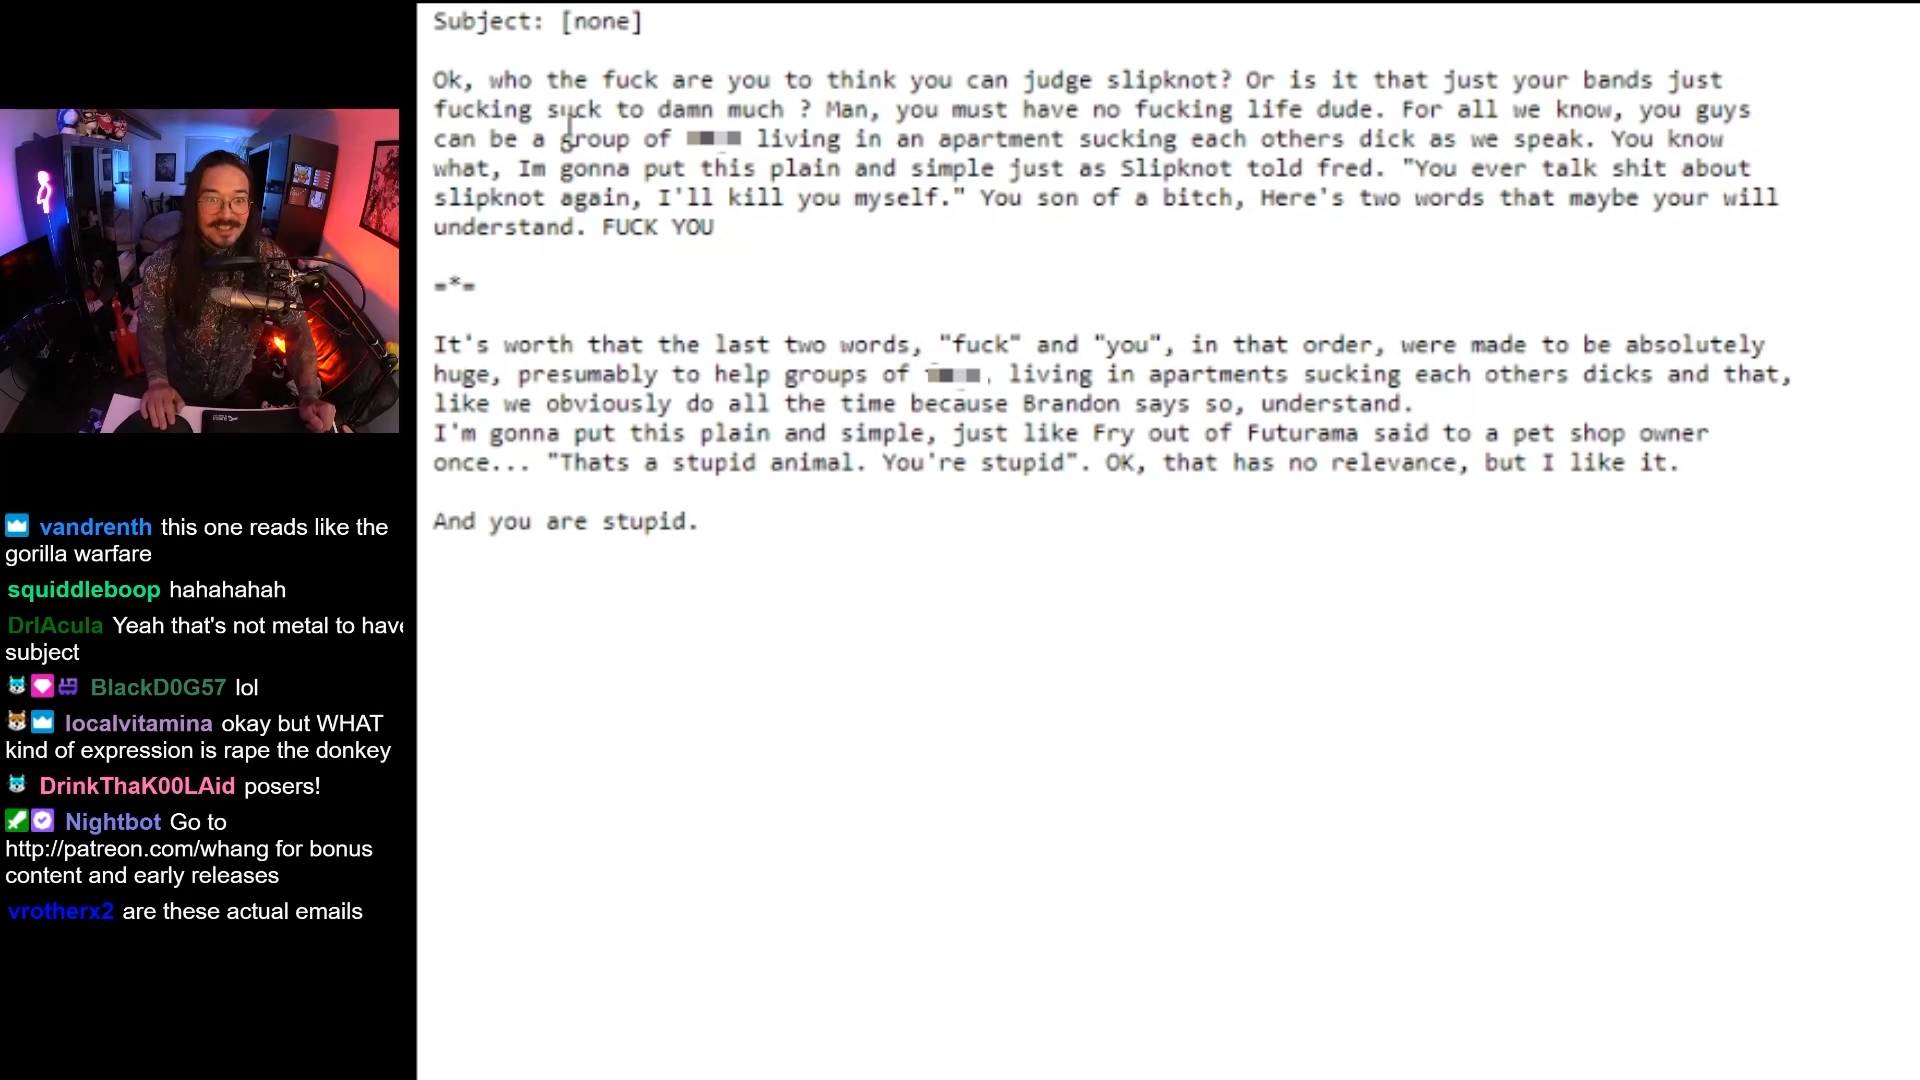 Subject: [none]
Ok, who the fuck are you to think you can judge slipknot? Or is it that just your bands just
fucking suck to damn much ? Man, you must have no fucking life dude. For all we know, you guys
can be a group of living in an apartment sucking each others dick as we speak. You know
what, Im gonna put this plain and simple just as Slipknot told fred. "You ever talk shit about
slipknot again, I'll kill you myself." You son of a bitch, Here's two words that maybe your will
understand. FUCK YOU
=*=
It's worth that the last two words, "fuck" and "you", in that order, were made to be absolutely
huge, presumably to help groups of , living in apartments sucking each others dicks and that,
like we obviously do all the time because Brandon says so, understand.
I'm gonna put this plain and simple, just like Fry out of Futurama said to a pet shop owner
once... "Thats a stupid animal. You're stupid". OK, that has no relevance, but I like it.
And you are stupid.
vandrenth this one reads like the
gorilla warfare
squiddleboop hahahahah
DrIAcula Yeah that's not metal to have
subject
BlackD0G57 lol
localvitamina okay but WHAT
kind of expression is rape the donkey
DrinkThaK00LAid posers!
Nightbot Go to
http://patreon.com/whang for bonus
content and early releases
vrotherx2 are these actual emails